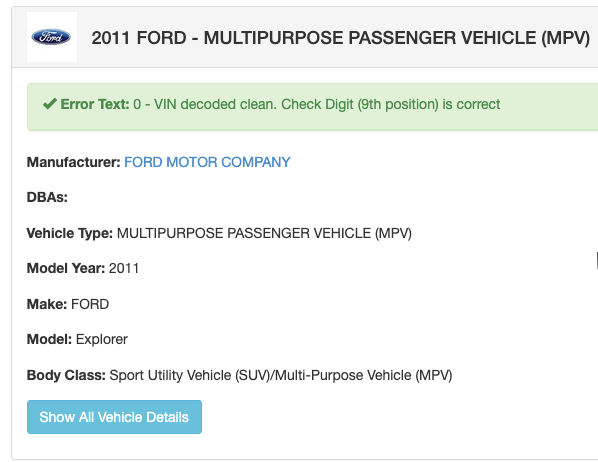 Ford
2011 FORD - MULTIPURPOSE PASSENGER VEHICLE (MPV)
Error Text: 0 - VIN decoded clean. Check Digit (9th position) is correct
Manufacturer: FORD MOTOR COMPANY
DBAs:
Vehicle Type: MULTIPURPOSE PASSENGER VEHICLE (MPV)
Model Year: 2011
Make: FORD
Model: Explorer
Body Class: Sport Utility Vehicle (SUV)/Multi-Purpose Vehicle (MPV)
Show All Vehicle Details